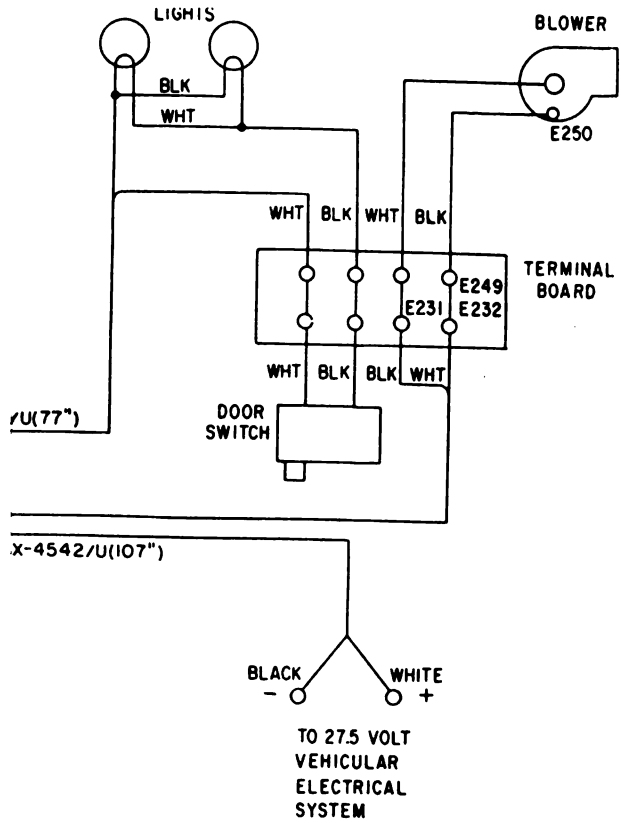 LIGHTS
BLOWER
BLK
WHT
E250
WHT BLK WHT BLK
TERMINAL
BOARD
E249
E231 E232
WHT BLK BLK WHT
DOOR
SWITCH
/U(77")
X-4542/U(107")
BLACK WHITE
- +
TO 27.5 VOLT
VEHICULAR
ELECTRICAL
SYSTEM